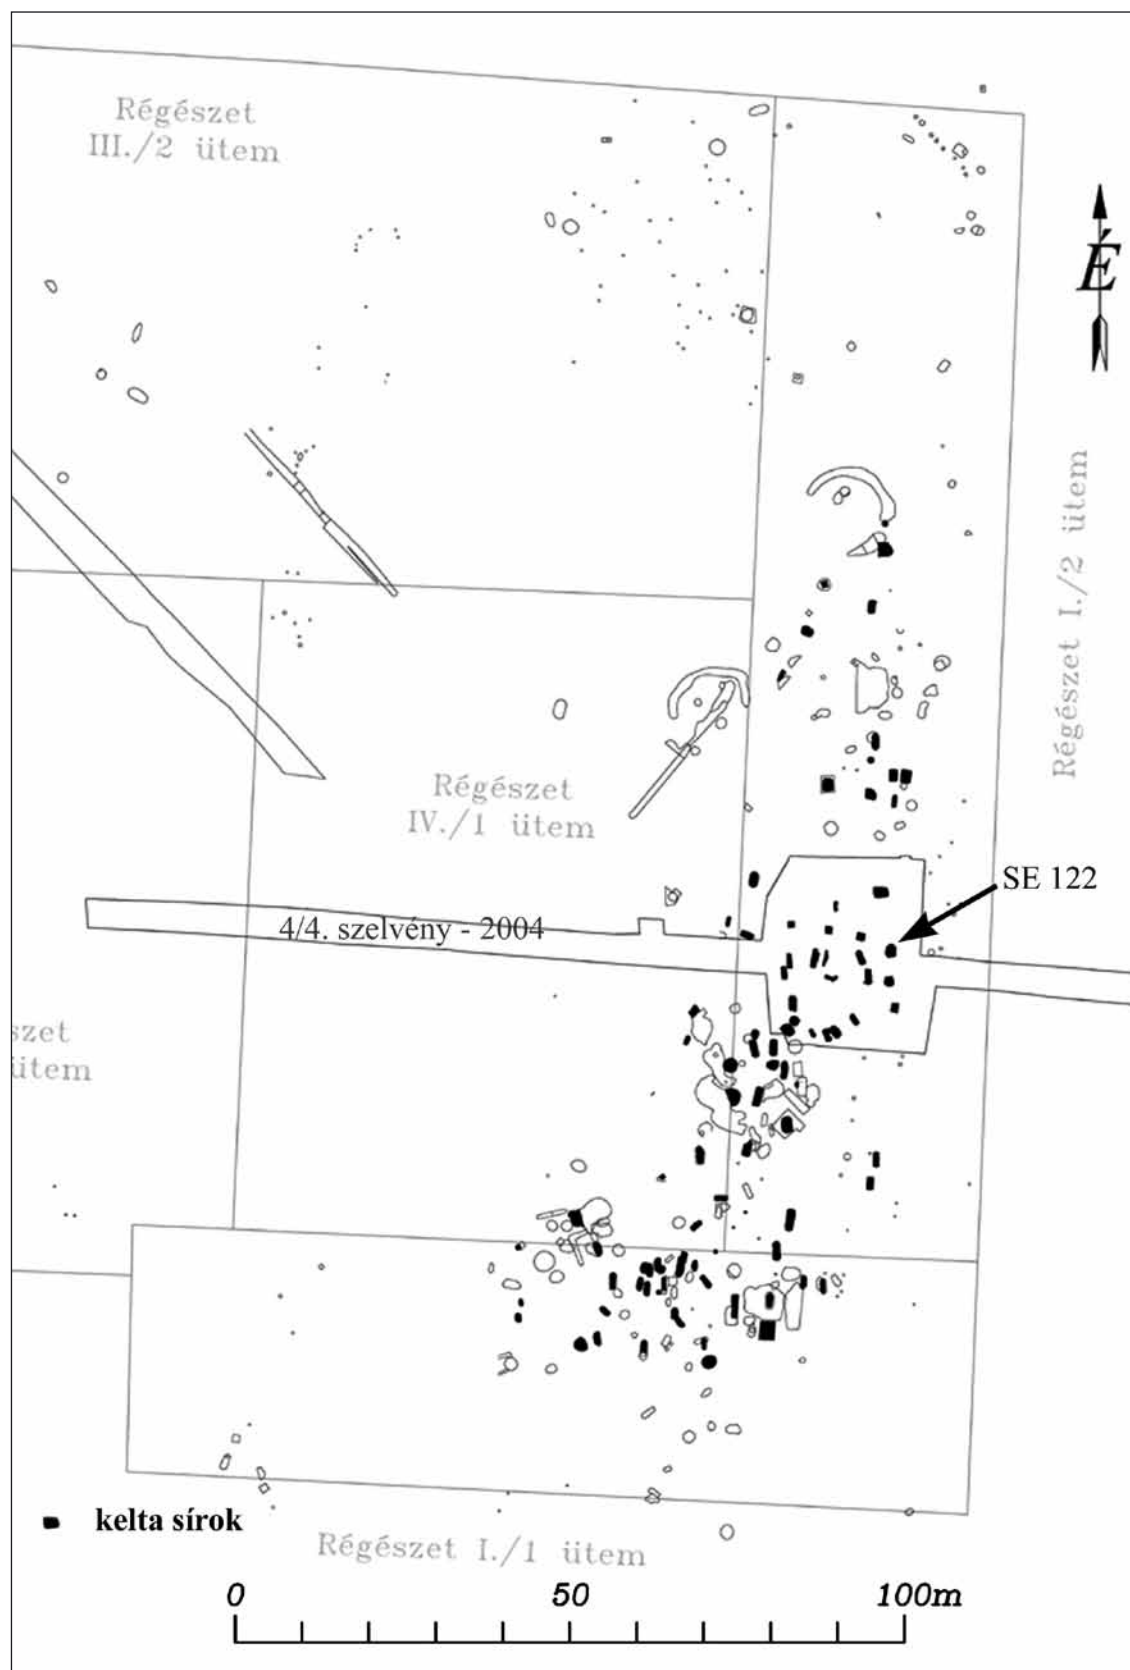 Régészet
III./2 ütem
É
Régészet I./2 ütem
Régészet
IV./1 ütem
SE 122
4/4. szelvény - 2004
szet
ütem
kelta sírok
Régészet I./1 ütem
0 50 100m